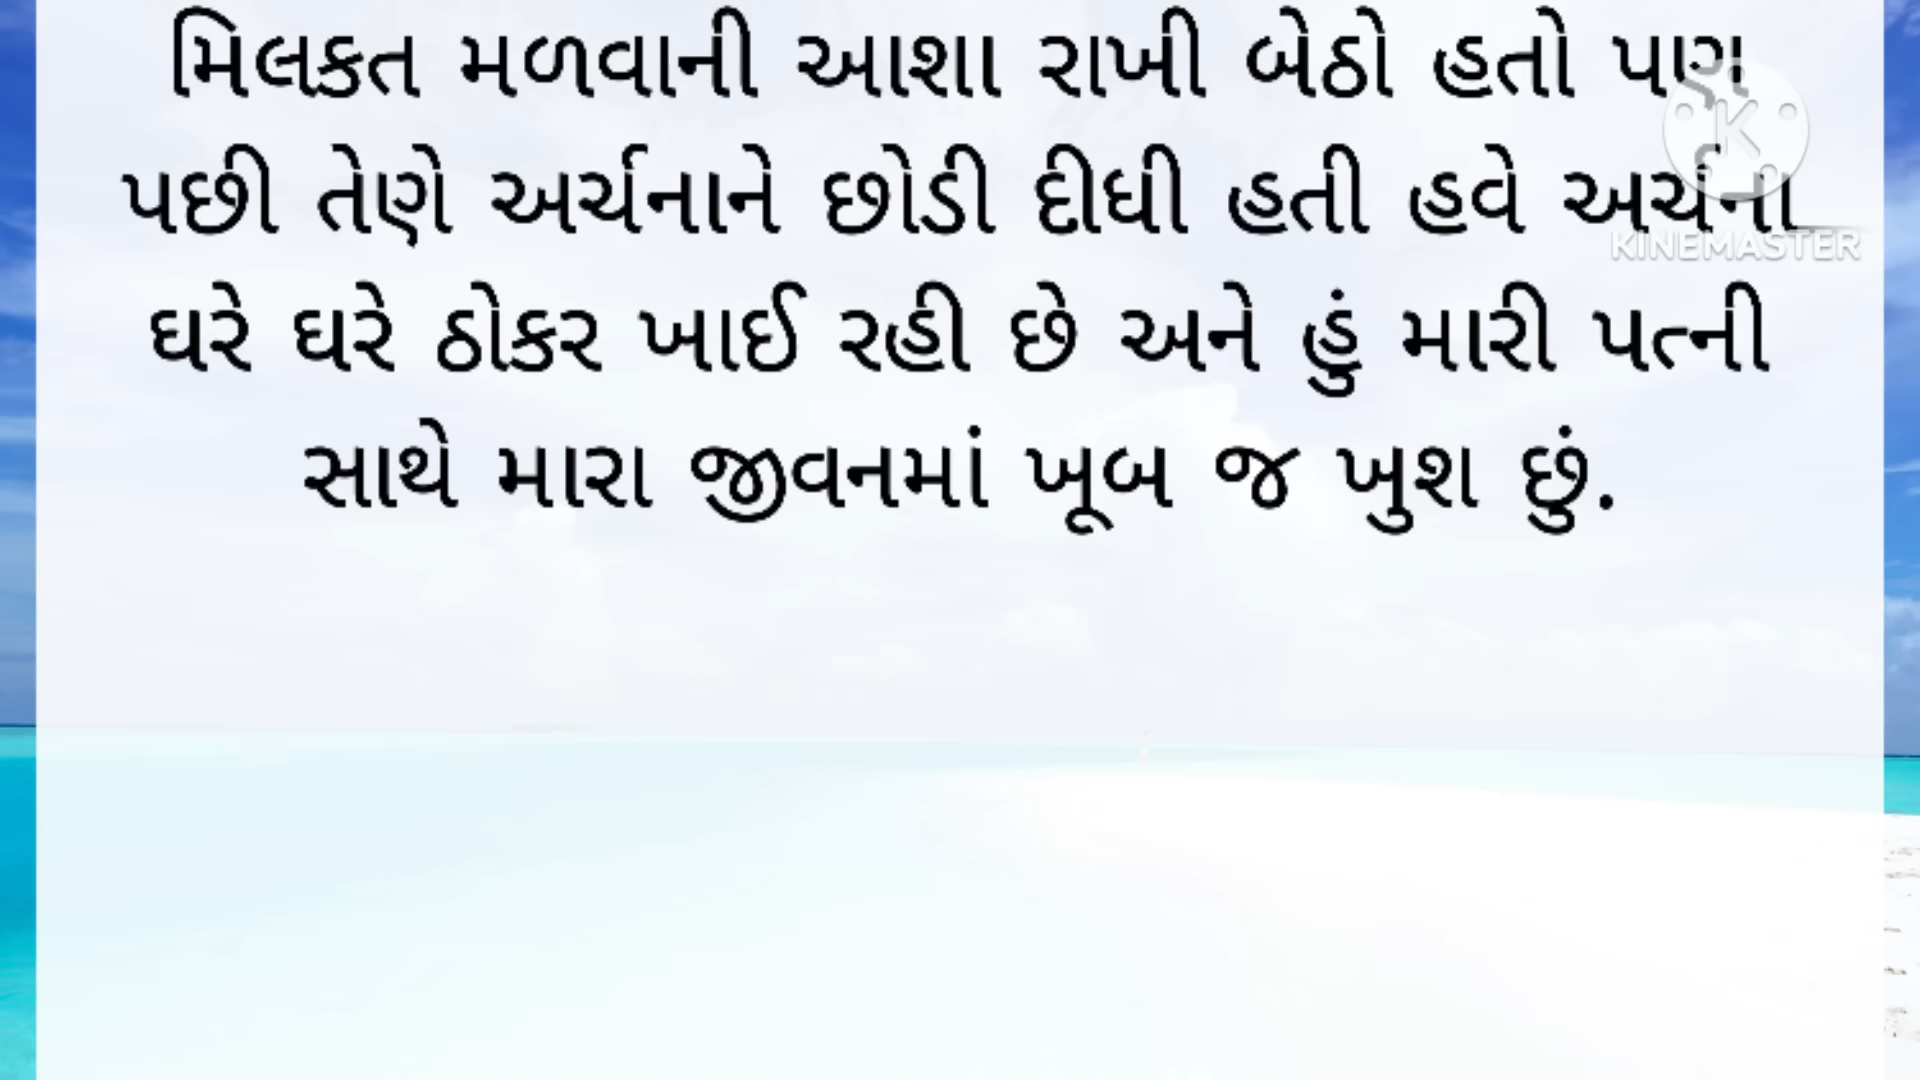 મિલકત મળવાની આશા રાખી બેઠો હતો પણ
પછી તેણે અર્ચનાને છોડી દીધી હતી હવે અર્ચના
ઘરે ઘરે ઠોકર ખાઈ રહી છે અને હું મારી પત્ની
સાથે મારા જીવનમાં ખૂબ જ ખુશ છું.
K
KINEMASTER